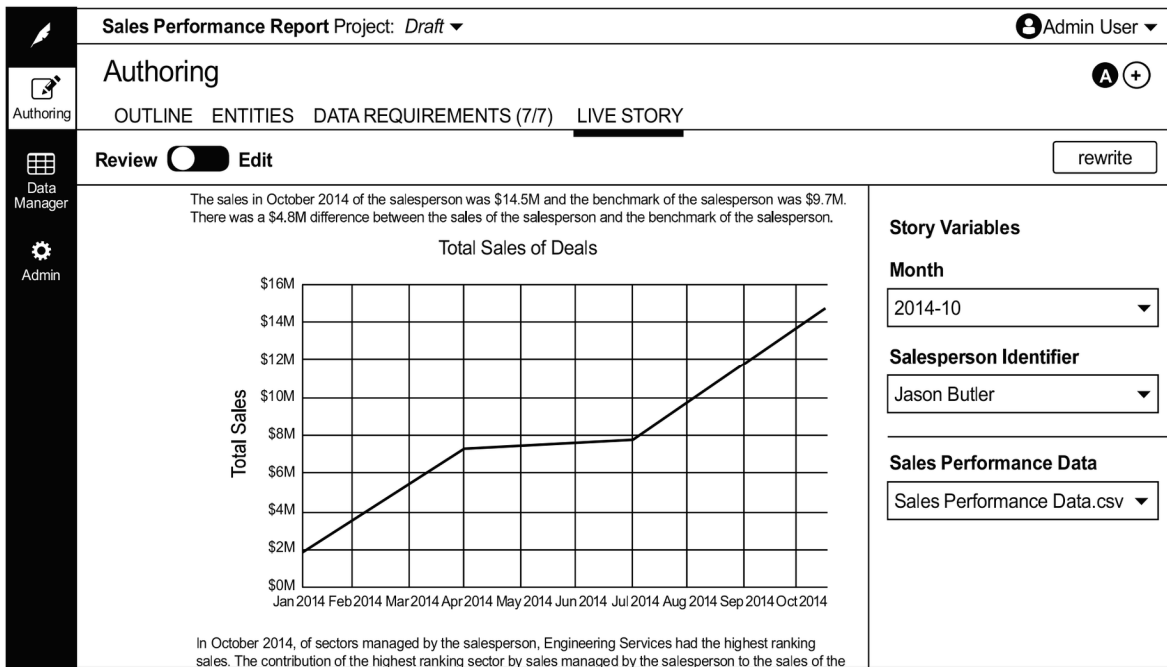 Sales Performance Report Project: Draft
Admin User
Authoring
A +
Authoring
OUTLINE ENTITIES DATA REQUIREMENTS (7/7) LIVE STORY
Review Edit
rewrite
Data
Manager
Admin
The sales in October 2014 of the salesperson was $14.5M and the benchmark of the salesperson was $9.7M.
There was a $4.8M difference between the sales of the salesperson and the benchmark of the salesperson.
Total Sales of Deals
Total Sales
$16M
$14M
$12M
$10M
$8M
$6M
$4M
$2M
$0M
Jan 2014 Feb 2014 Mar 2014 Apr 2014 May 2014 Jun 2014 Jul 2014 Aug 2014 Sep 2014 Oct 2014
In October 2014, of sectors managed by the salesperson, Engineering Services had the highest ranking
sales. The contribution of the highest ranking sector by sales managed by the salesperson to the sales of the
Story Variables
Month
2014-10
Salesperson Identifier
Jason Butler
Sales Performance Data
Sales Performance Data.csv